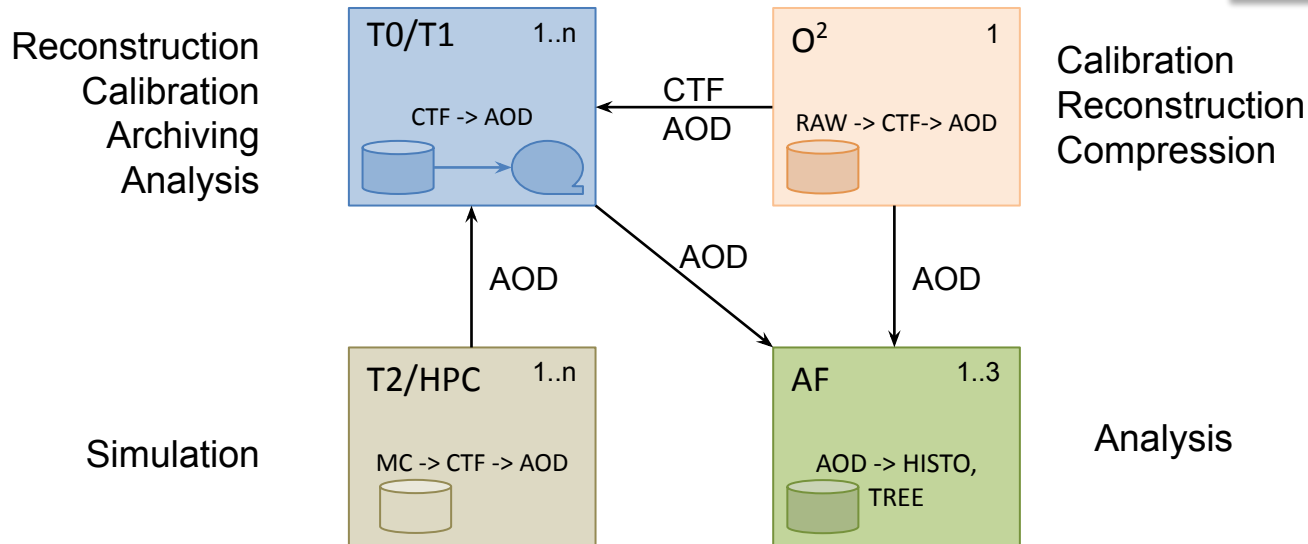 Reconstruction
Calibration
Archiving
Analysis
T0/T1 1..n
CTF -> AOD
CTF
AOD
O² 1
RAW -> CTF-> AOD
Calibration
Reconstruction
Compression
AOD
AOD
AOD
Simulation
T2/HPC 1..n
MC -> CTF -> AOD
AF 1..3
AOD -> HISTO,
TREE
Analysis